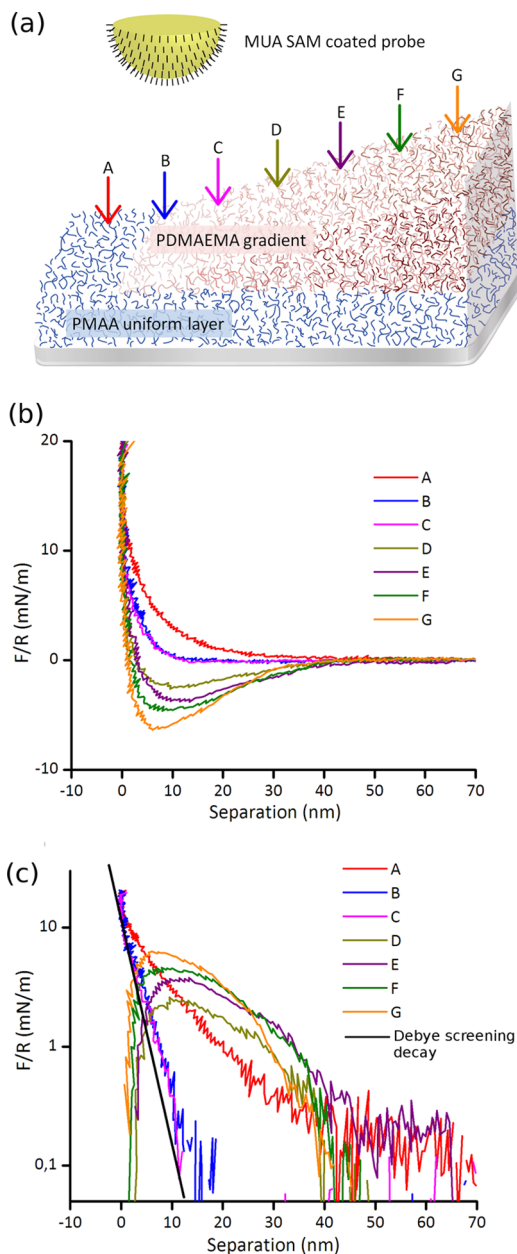 (a)
MUA SAM coated probe
G
F
E
D
C
B
A
PDMAEMA gradient
PMAA uniform layer
(b)
20
10
0
-10
F/R (mN/m)
A
B
C
D
E
F
G
-10 0 10 20 30 40 50 60 70
Separation (nm)
(c)
10
1
0,1
F/R (mN/m)
A
B
C
D
E
F
G
Debye screening
decay
-10 0 10 20 30 40 50 60 70
Separation (nm)